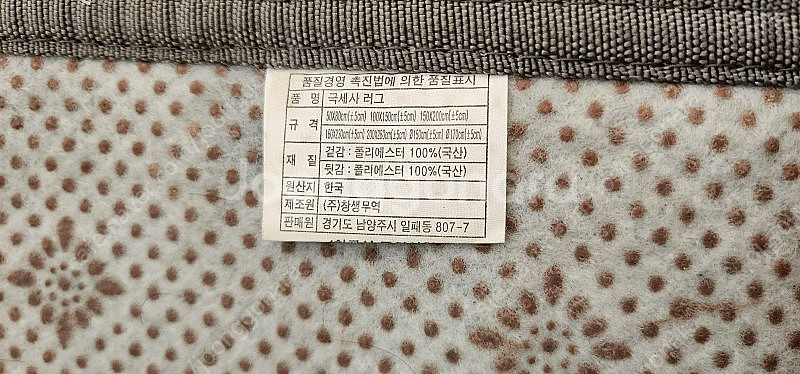 품질경영 촉진법에 의한 품질표시
품 명 극세사 러그
규 격 50X80cm(±5cm) 100X150cm(±5cm) 150X200cm(±5cm)
160X230cm(±5cm) 200X290cm(±5cm) Ø150cm(±5cm) Ø170cm(±5cm)
재 질 겉감 : 폴리에스터 100%(국산)
뒷감 : 폴리에스터 100%(국산)
원산지 한국
제조원 (주)창생무역
판매원 경기도 남양주시 일패동 807-7